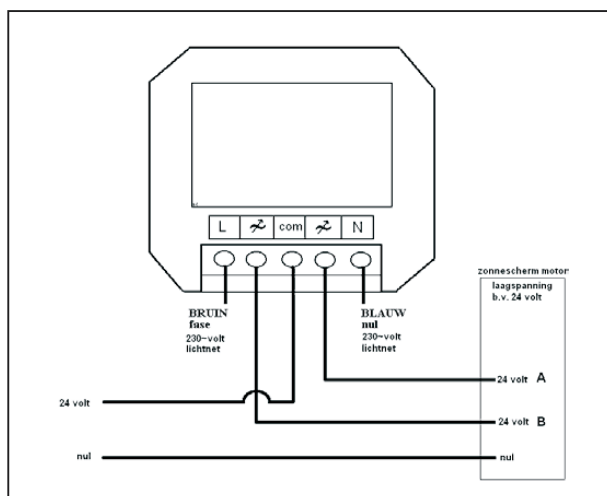 L com N
zonnescherm motor
laagspanning
b.v. 24 volt
BRUIN
fuse
230~volt
lichtnet
BLAUW
nul
230~volt
lichtnet
24 volt A
24 volt
24 volt B
nul
nul